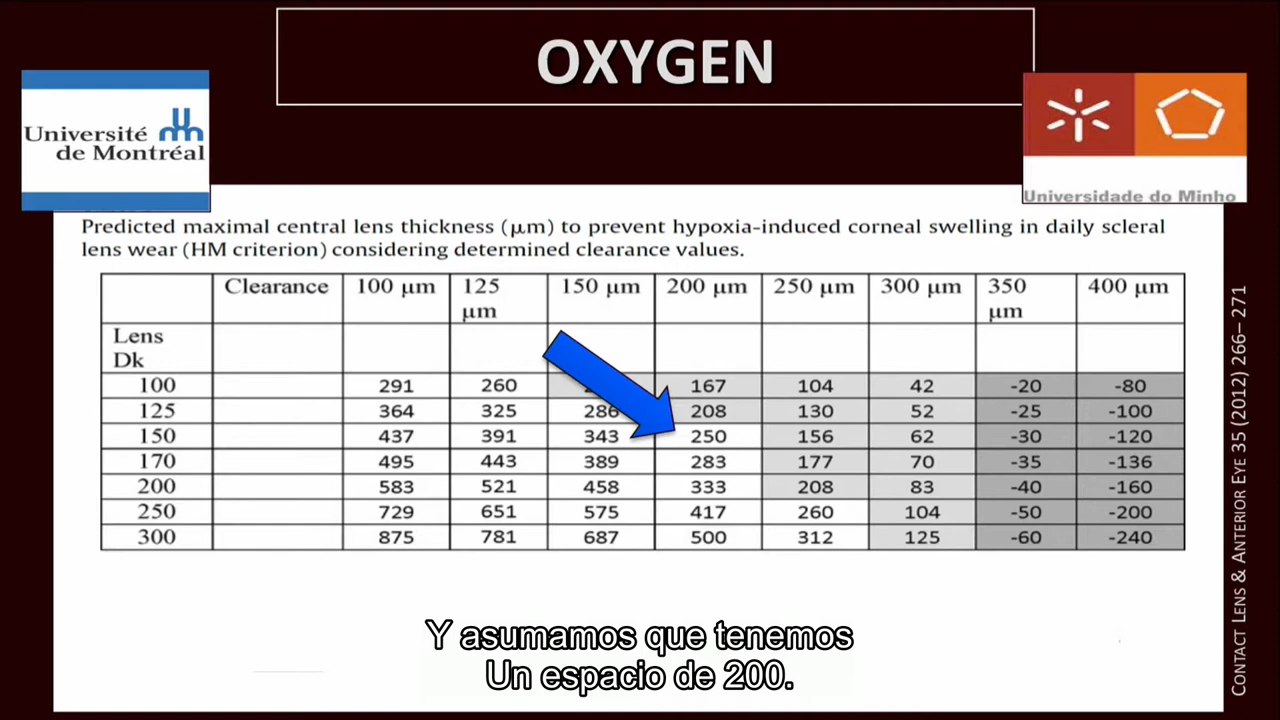 OXYGEN
Université
de Montréal
Universidade do Minho
Predicted maximal central lens thickness (μm) to prevent hypoxia-induced corneal swelling in daily scleral
lens wear (HM criterion) considering determined clearance values.
Clearance 100 μm 125 μm 150 μm 200 μm 250 μm 300 μm 350 μm 400 μm
Lens
Dk
100 291 260 167 104 42 -20 -80
125 364 325 286 208 130 52 -25 -100
150 437 391 343 250 156 62 -30 -120
170 495 443 389 283 177 70 -35 -136
200 583 521 458 333 208 83 -40 -160
250 729 651 575 417 260 104 -50 -200
300 875 781 687 500 312 125 -60 -240
CONTACT LENS & ANTERIOR EYE 35 (2012) 266– 271
Y asumamos que tenemos
Un espacio de 200.